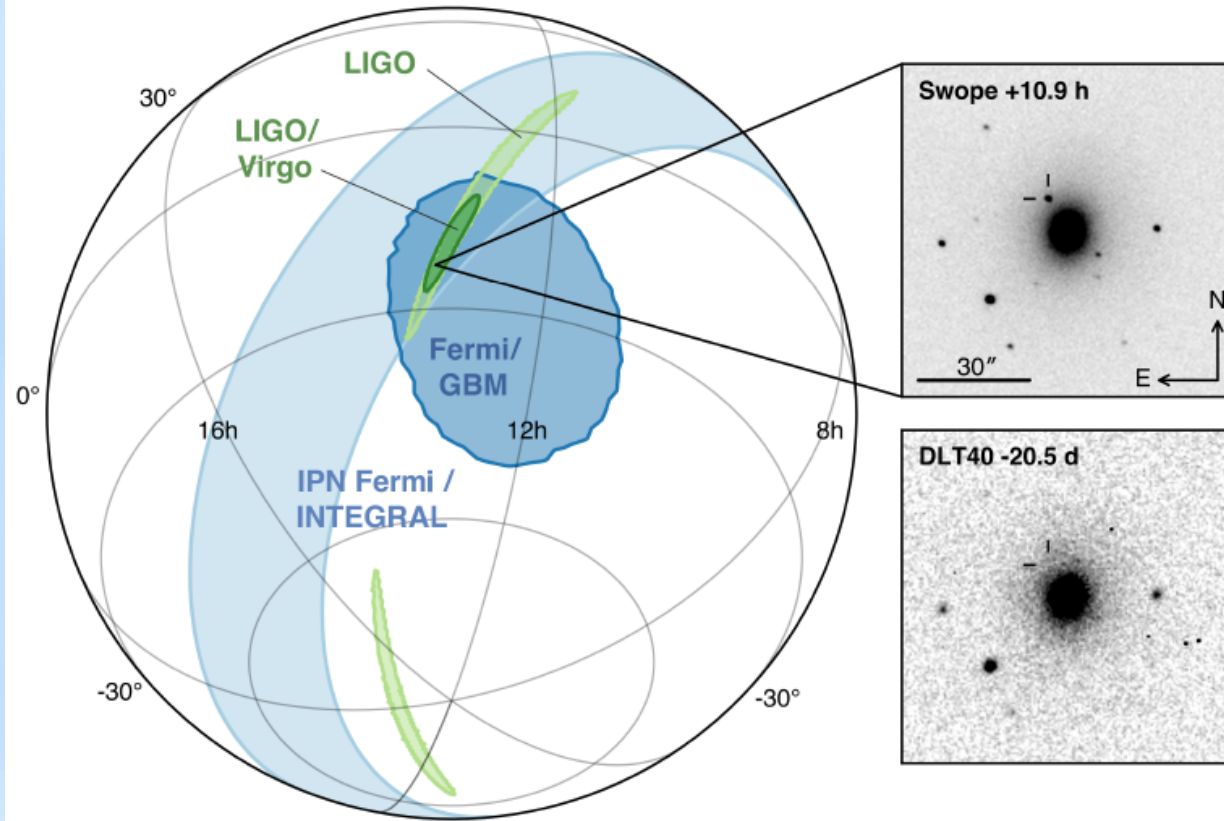 LIGO
30°
LIGO/
Virgo
Fermi/
GBM
0°
16h
12h
8h
IPN Fermi /
INTEGRAL
-30°
-30°
Swope +10.9 h
N
30″
E
DLT40 -20.5 d